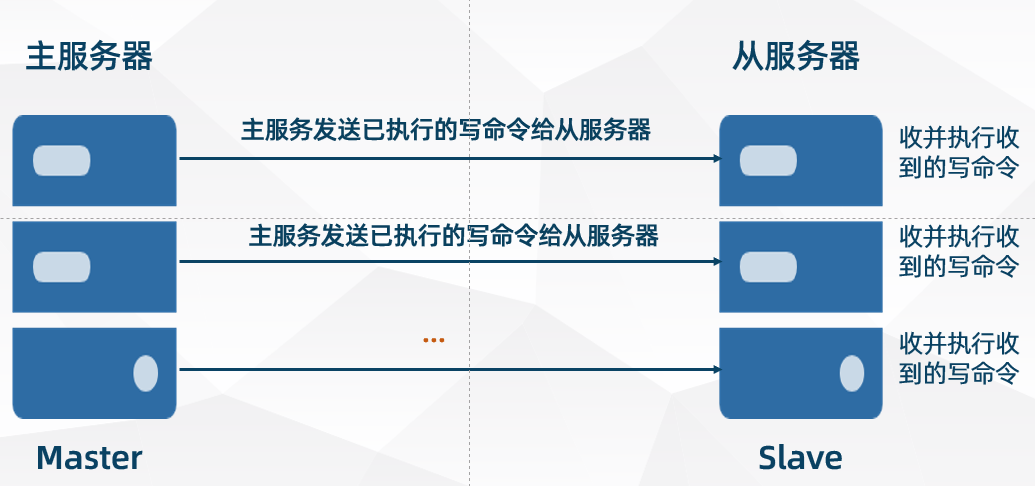 主服务器
从服务器
主服务发送已执行的写命令给从服务器
收并执行收
到的写命令
主服务发送已执行的写命令给从服务器
收并执行收
到的写命令
...
收并执行收
到的写命令
Master
Slave